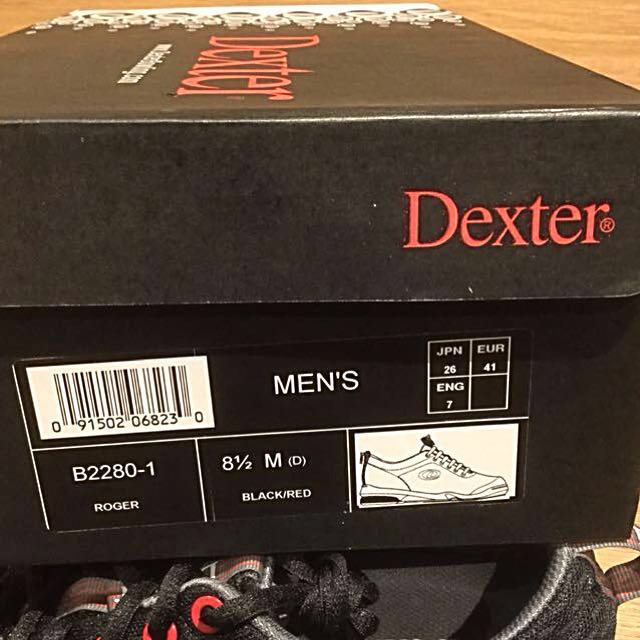 Dexter
Dexter®
MEN'S
JPN EUR
26 41
ENG
7
0 91502 06823 0
B2280-1
ROGER
8½ M (D)
BLACK/RED